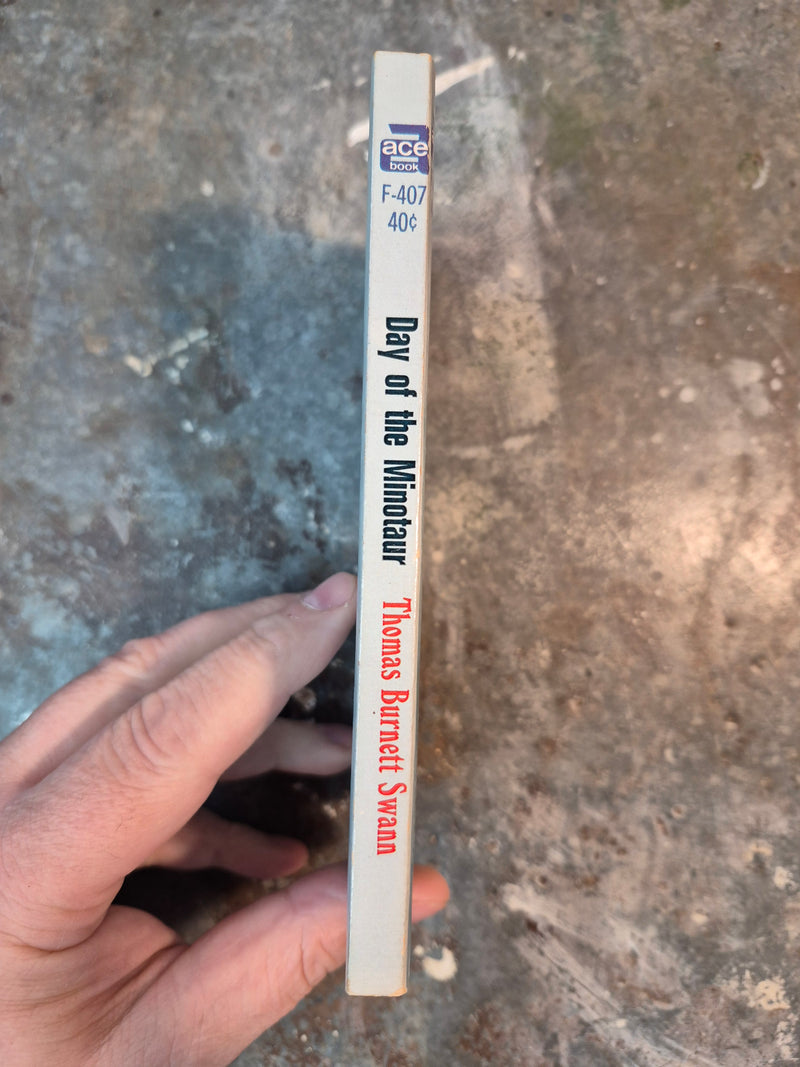 ace
book
F-407
40¢
Day of the Minotaur
Thomas Burnett Swann